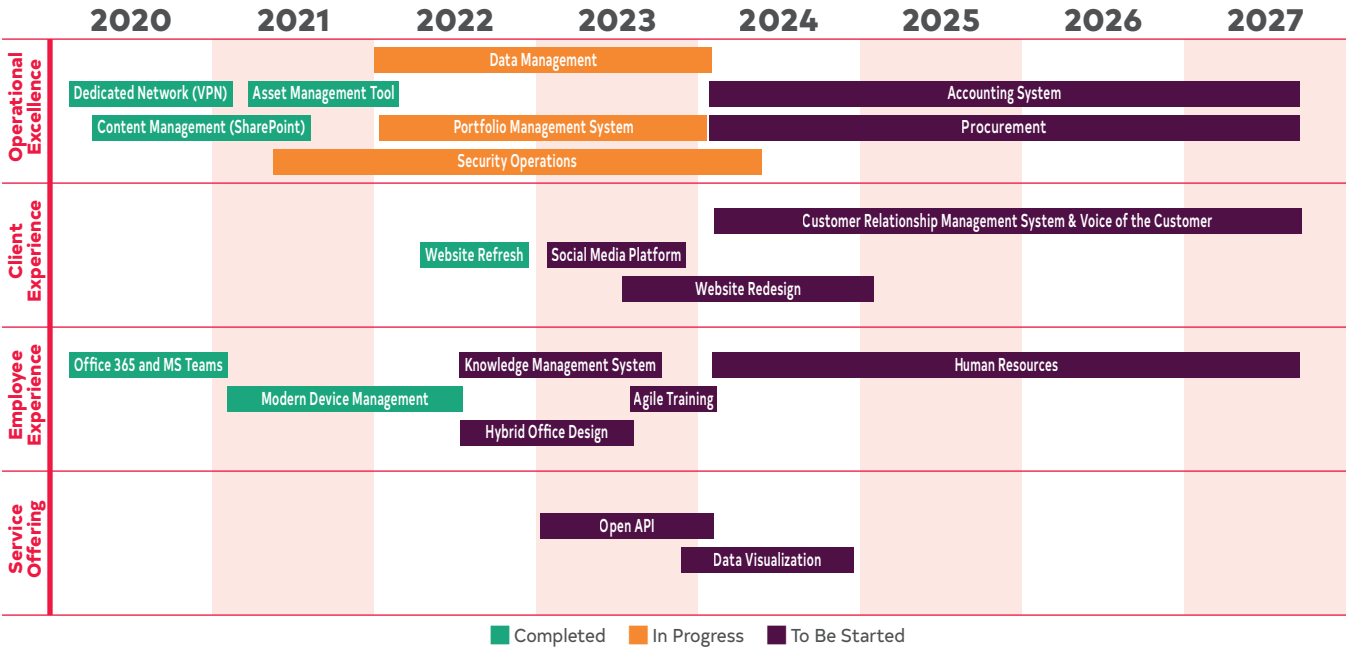 2020 2021 2022 2023 2024 2025 2026 2027
Operational
Excellence
Data Management
Dedicated Network (VPN) Asset Management Tool Accounting System
Content Management (SharePoint) Portfolio Management System Procurement
Security Operations
Client
Experience
Customer Relationship Management System & Voice of the Customer
Website Refresh Social Media Platform
Website Redesign
Employee
Experience
Office 365 and MS Teams Knowledge Management System Human Resources
Modern Device Management Agile Training
Hybrid Office Design
Service
Offering
Open API
Data Visualization
Completed In Progress To Be Started